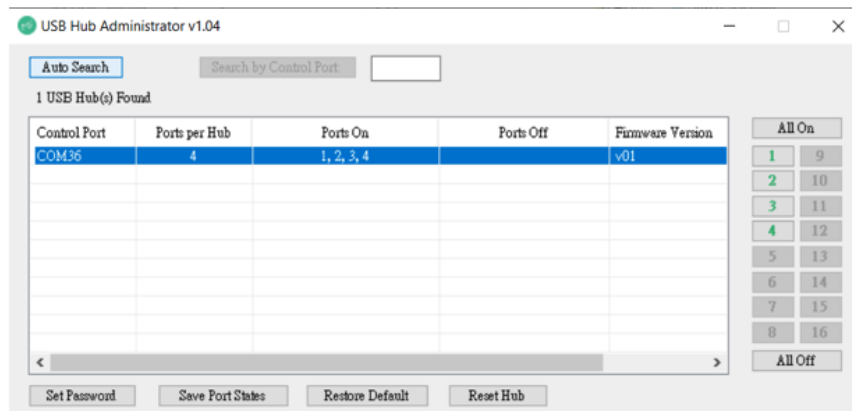 USB Hub Administrator v1.04
Auto Search Search by Control Port:
1 USB Hub(s) Found
Control Port Ports per Hub Ports On Ports Off Firmware Version
COM36 4 1, 2, 3, 4 v01
All On
1 9
2 10
3 11
4 12
5 13
6 14
7 15
8 16
All Off
Set Password Save Port States Restore Default Reset Hub